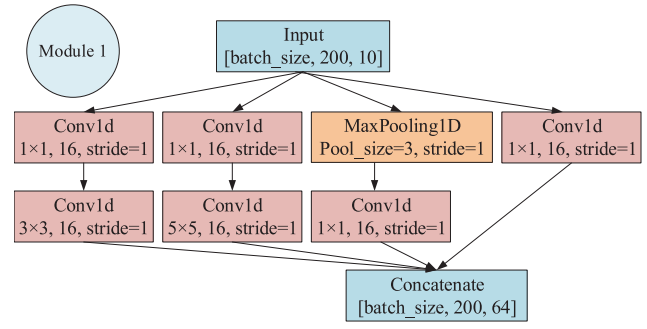 Module 1
Input
[batch_size, 200, 10]
Conv1d
1×1, 16, stride=1
Conv1d
1×1, 16, stride=1
MaxPooling1D
Pool_size=3, stride=1
Conv1d
1×1, 16, stride=1
Conv1d
3×3, 16, stride=1
Conv1d
5×5, 16, stride=1
Conv1d
1×1, 16, stride=1
Concatenate
[batch_size, 200, 64]